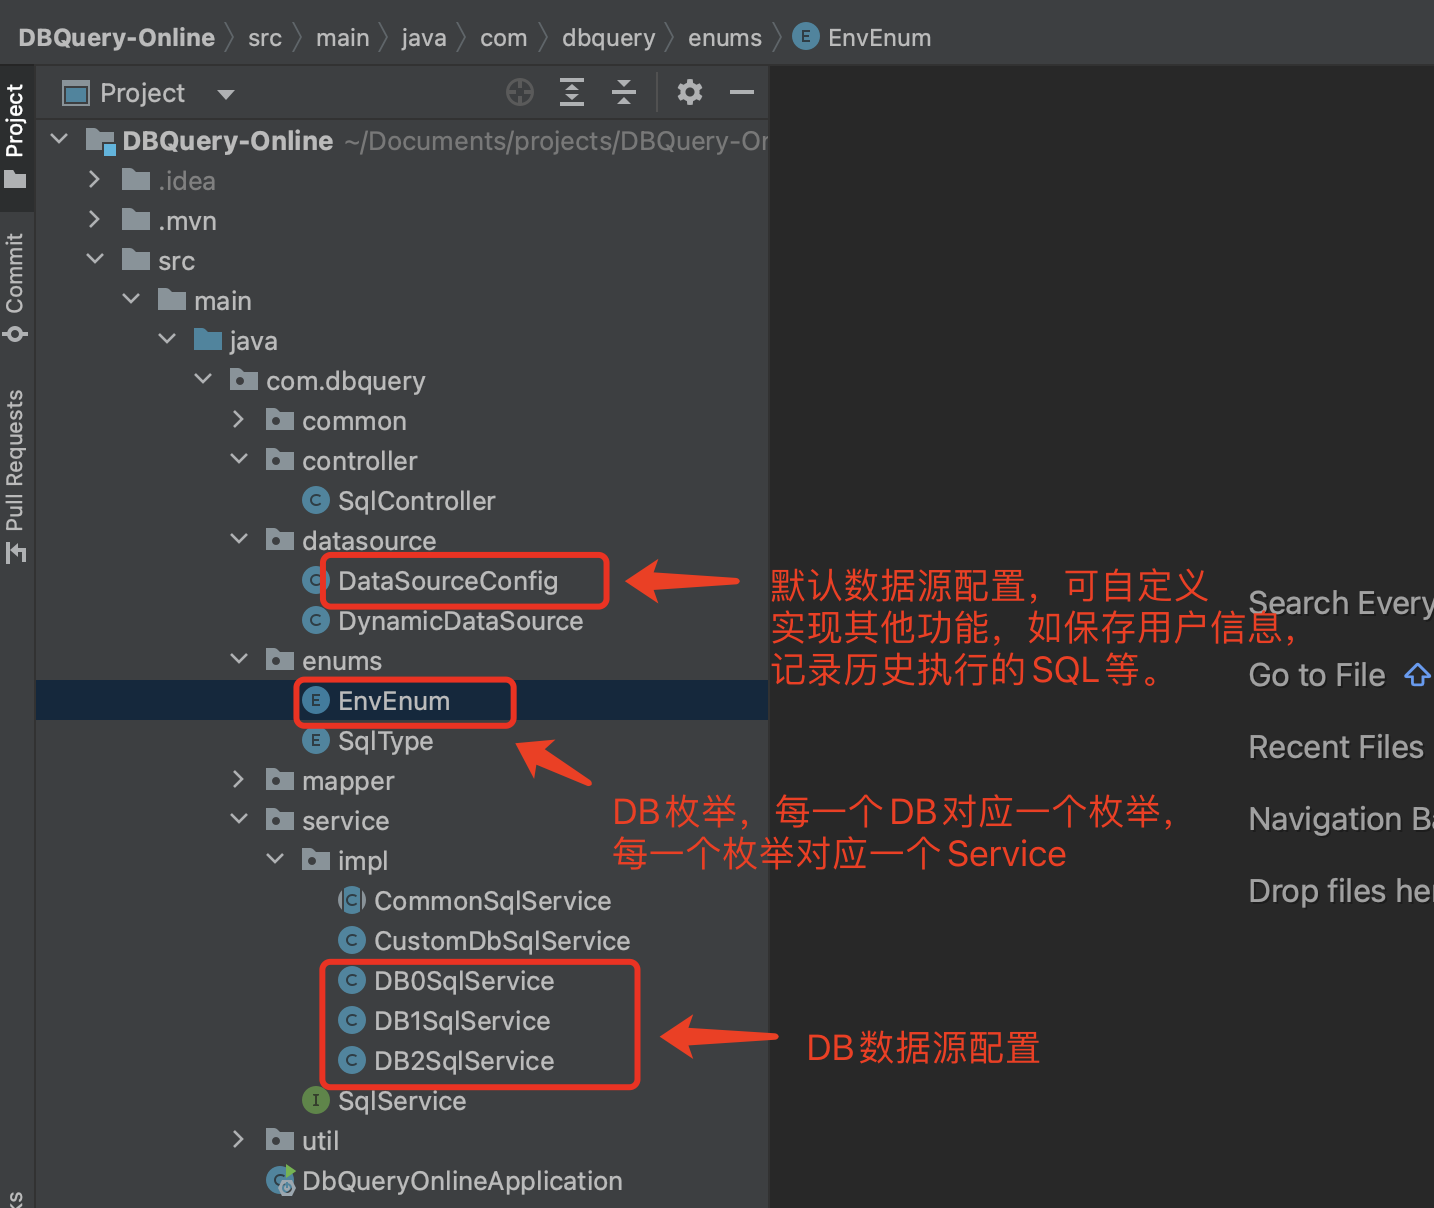 DBQuery-Online
src
main
java
com
dbquery
enums
EnvEnum
Project
Project
Commit
Pull Requests
DBQuery-Online ~/Documents/projects/DBQuery-Or
.idea
.mvn
src
main
java
com.dbquery
common
controller
SqlController
datasource
DataSourceConfig
DynamicDataSource
enums
EnvEnum
SqlType
mapper
service
impl
CommonSqlService
CustomDbSqlService
DB0SqlService
DB1SqlService
DB2SqlService
SqlService
util
DbQueryOnlineApplication
默认数据源配置，可自定义
实现其他功能，如保存用户信息，
记录历史执行的SQL等。
DB枚举，每一个DB对应一个枚举，
每一个枚举对应一个Service
DB数据源配置
Search Every
Go to File
Recent Files
Navigation Ba
Drop files her